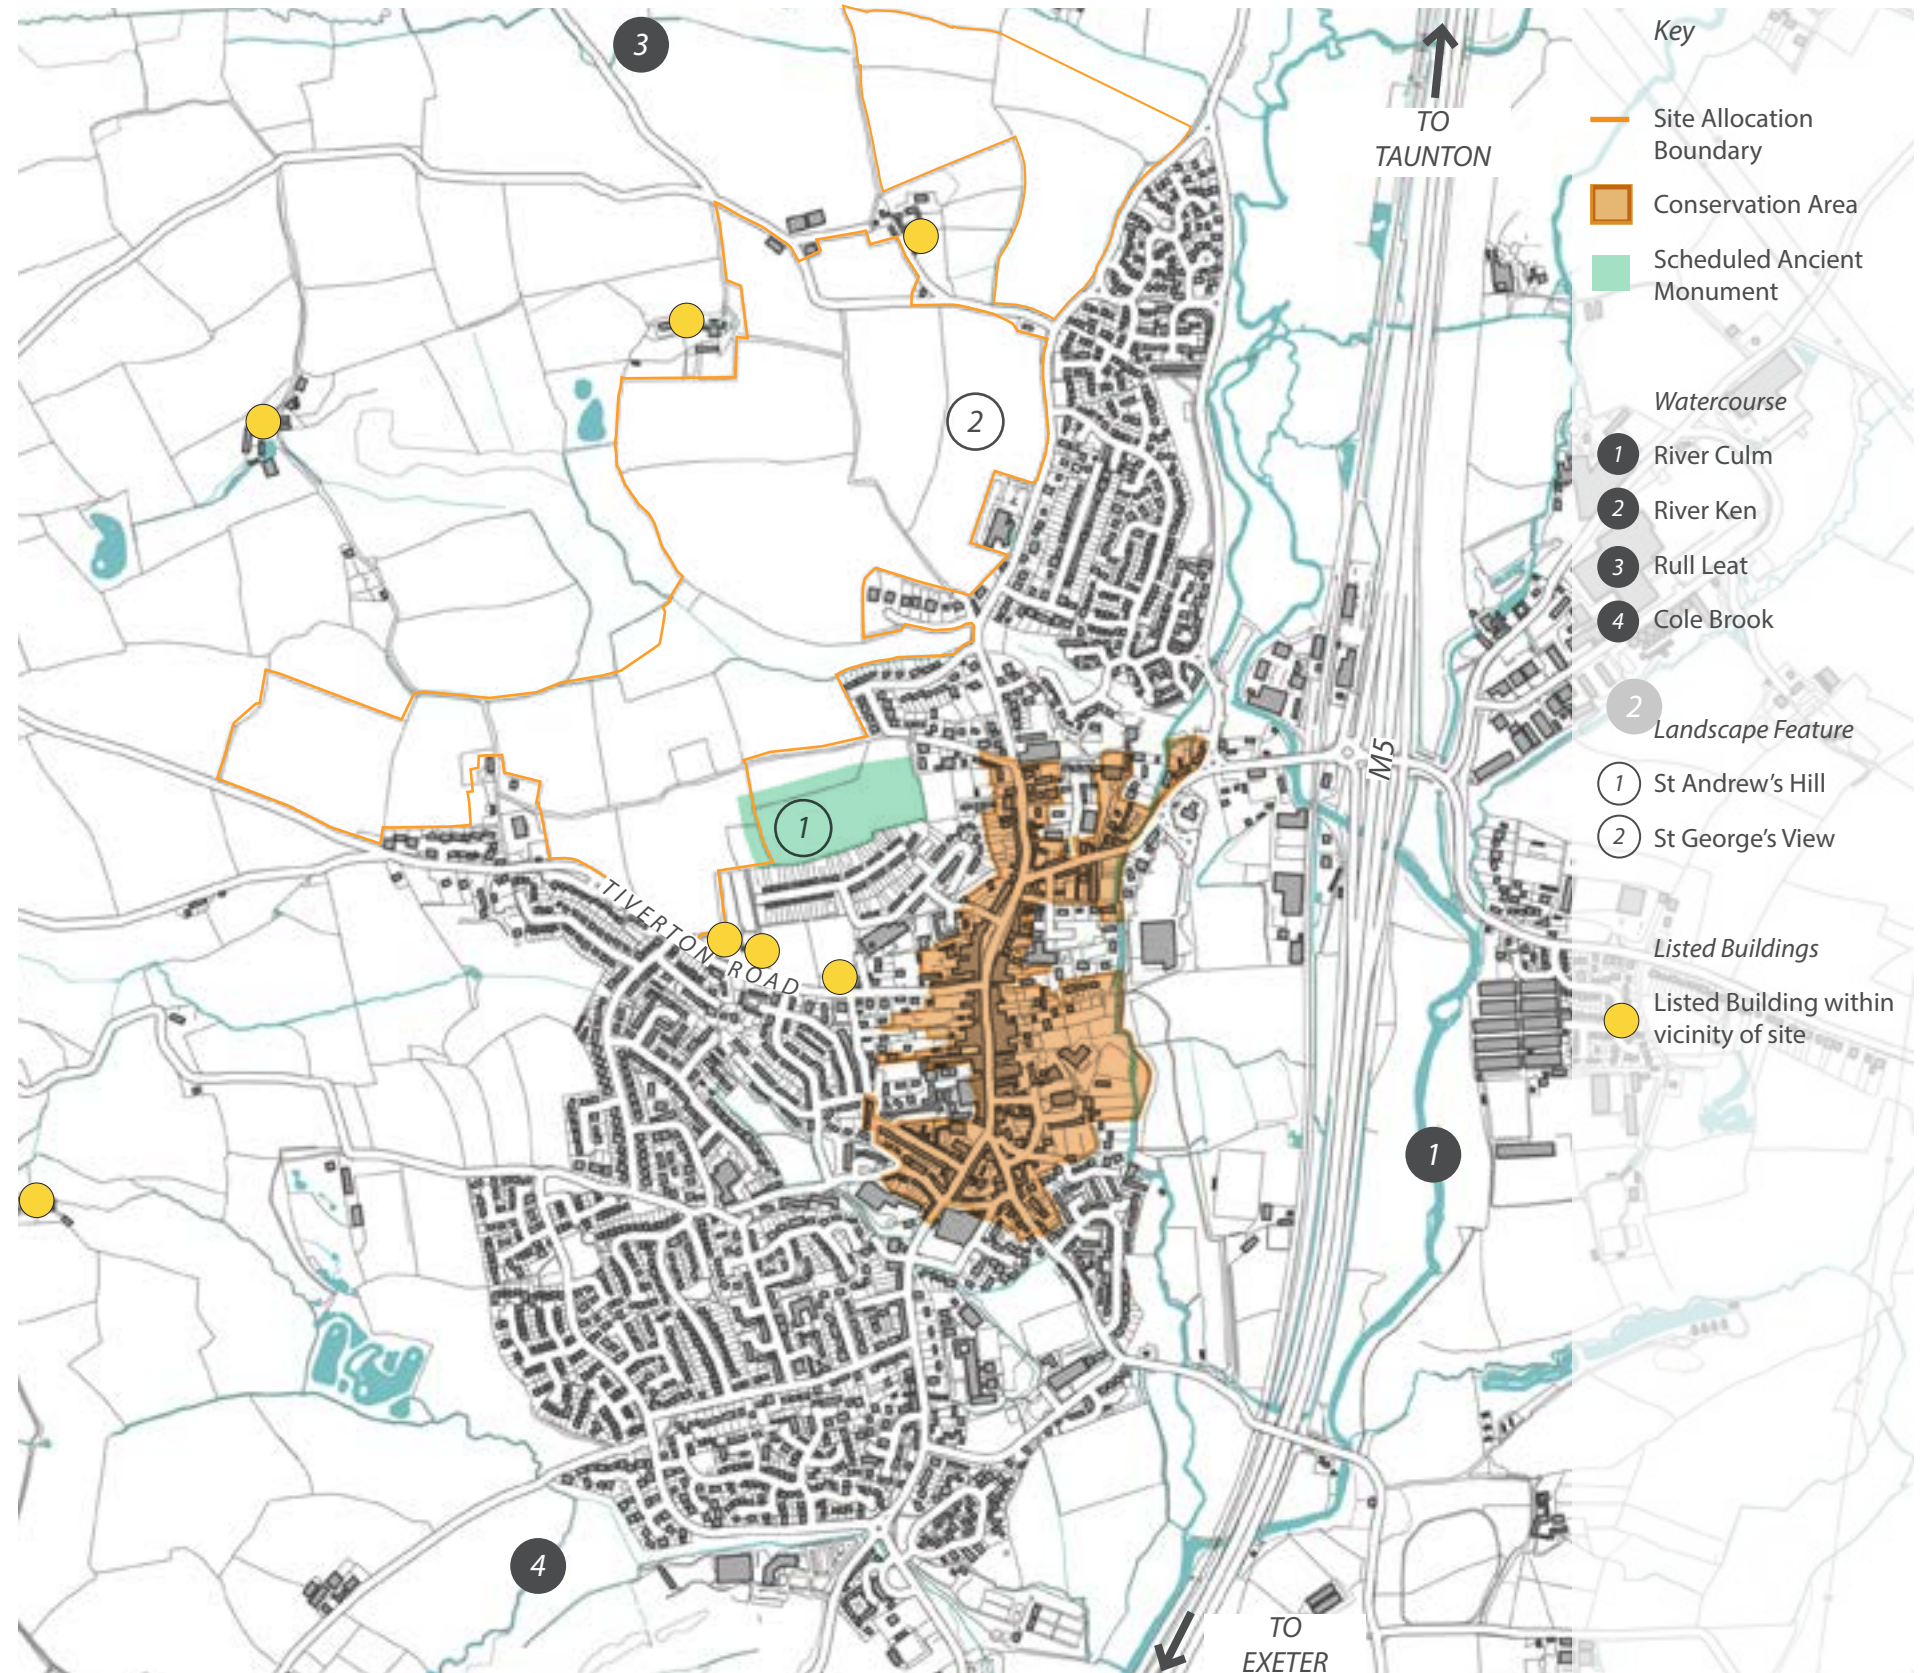 3
TO
TAUNTON
2
1
TIVERTON ROAD
M5
1
4
TO
EXETER
Key
Site Allocation
Boundary
Conservation Area
Scheduled Ancient
Monument
Watercourse
1 River Culm
2 River Ken
3 Rull Leat
4 Cole Brook
2
Landscape Feature
1 St Andrew's Hill
2 St George's View
Listed Buildings
Listed Building within
vicinity of site